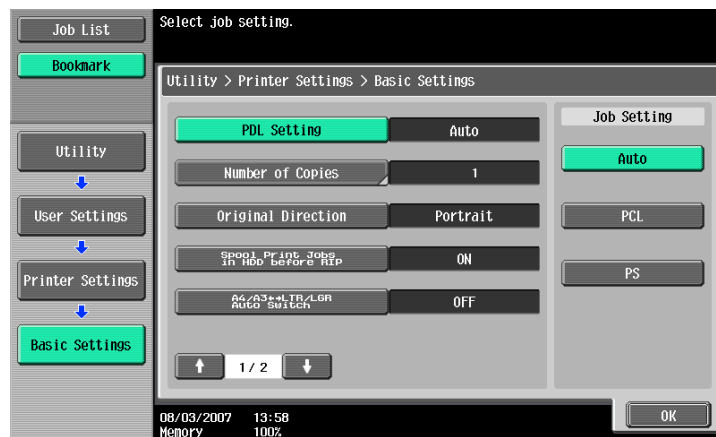 Job List
Bookmark
Utility
User Settings
Printer Settings
Basic Settings
Select job setting.
Utility > Printer Settings > Basic Settings
PDL Setting
Auto
Number of Copies
1
Original Direction
Portrait
Spool Print Jobs
in HDD before RIP
ON
A4/A3↔LTR/LGR
Auto Switch
OFF
↑ 1/ 2 ↓
Job Setting
Auto
PCL
PS
08/03/2007 13:58
Memory 100%
OK